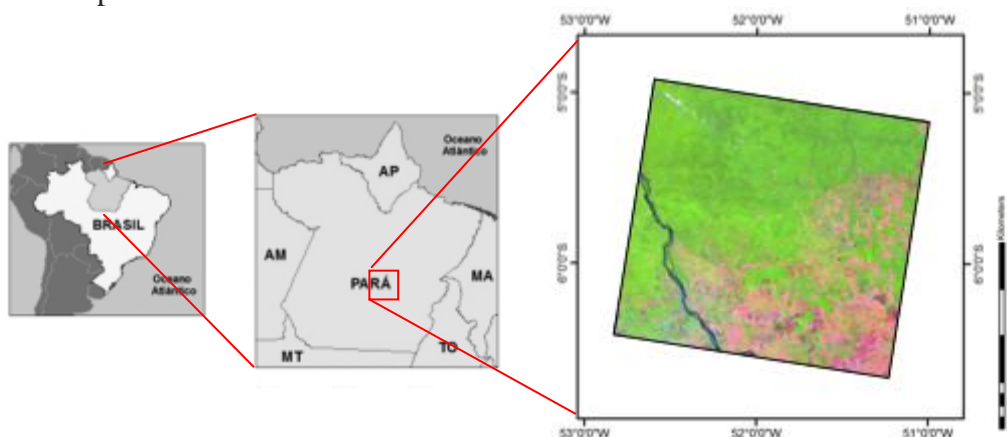 53°0'0"W
52°0'0"W
51°0'0"W
5°0'0"S
5°0'0"S
BRASIL
Oceano
Atlântico
Oceano
Atlântico
AP
AM
PARÁ
MA
MT
TO
6°0'0"S
6°0'0"S
Kilometers
53°0'0"W
52°0'0"W
51°0'0"W